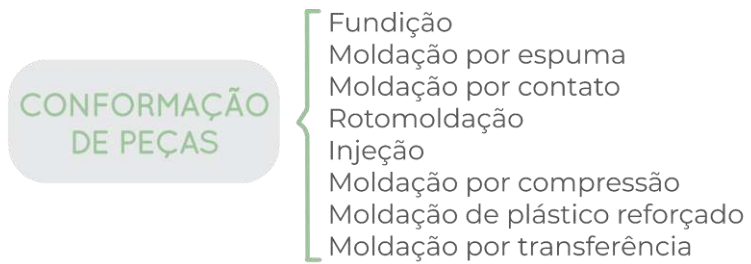 CONFORMAÇÃO
DE PEÇAS
Fundição
Moldação por espuma
Moldação por contato
Rotomoldação
Injeção
Moldação por compressão
Moldação de plástico reforçado
Moldação por transferência